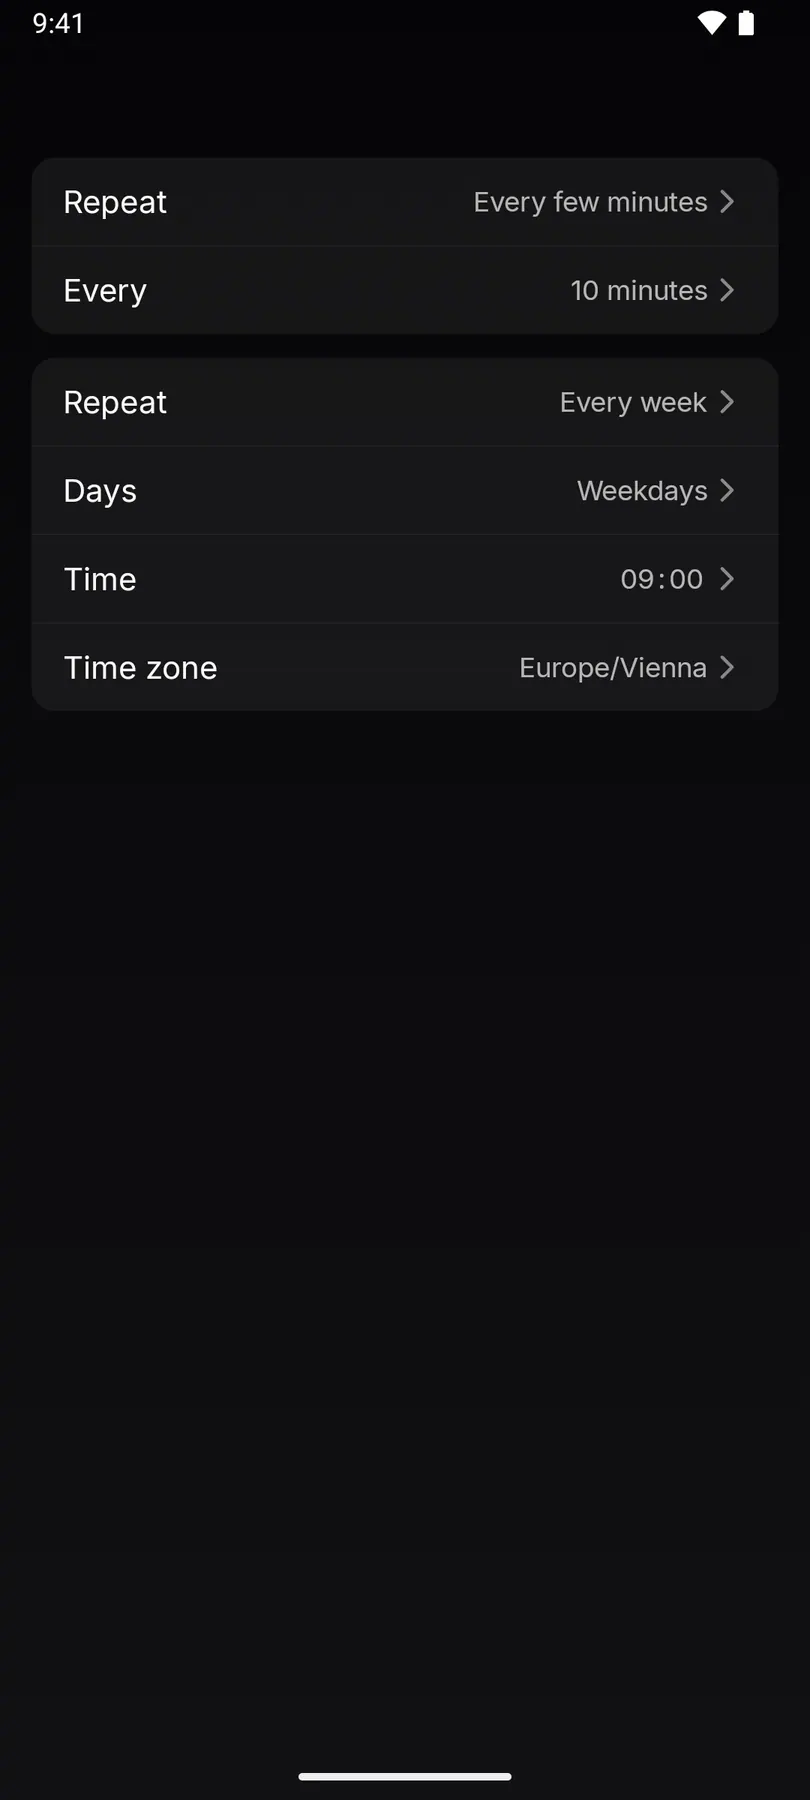 9:41
Repeat Every few minutes
Every 10 minutes
Repeat Every week
Days Weekdays
Time 09:00
Time zone Europe/Vienna